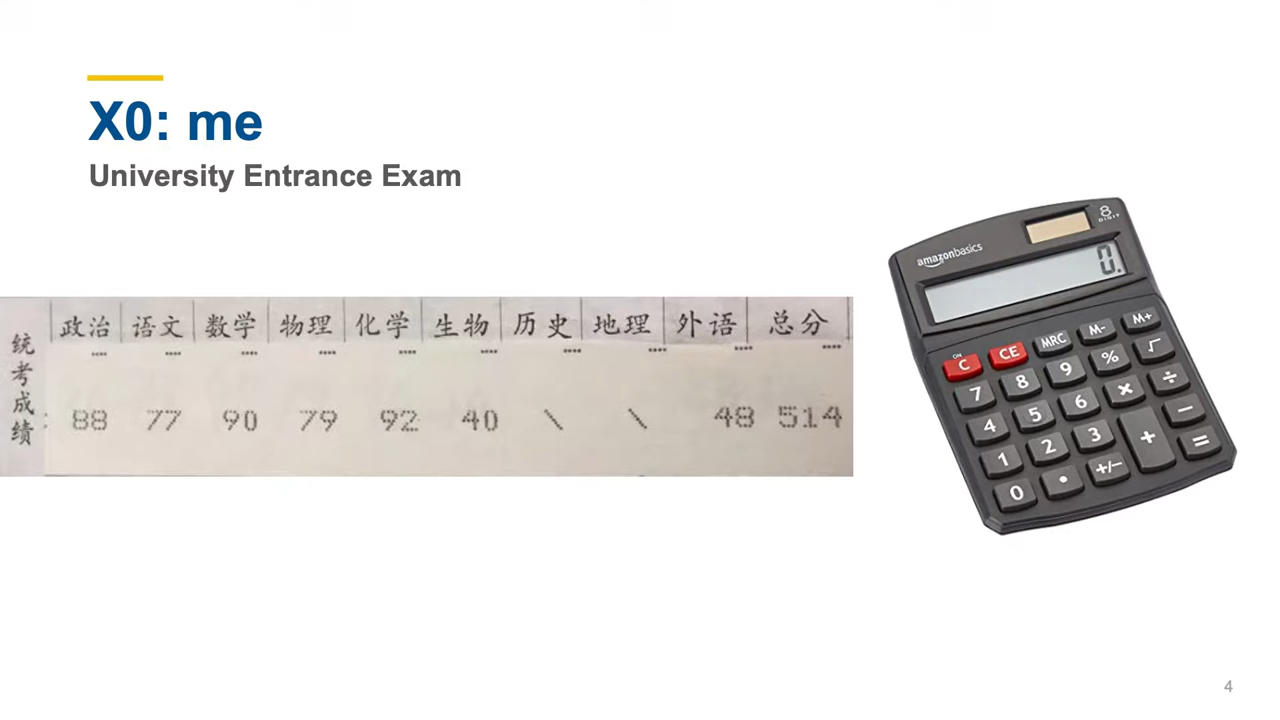 X0: me
University Entrance Exam
统考成绩
政治 语文 数学 物理 化学 生物 历史 地理 外语 总分
88 77 90 79 92 40 \ \ 48 514
8
DIGIT
amazonbasics
0.
ON
C CE MRC M- M+
7 8 9 % √
4 5 6 × ÷
1 2 3 + −
0 • +/− =
4